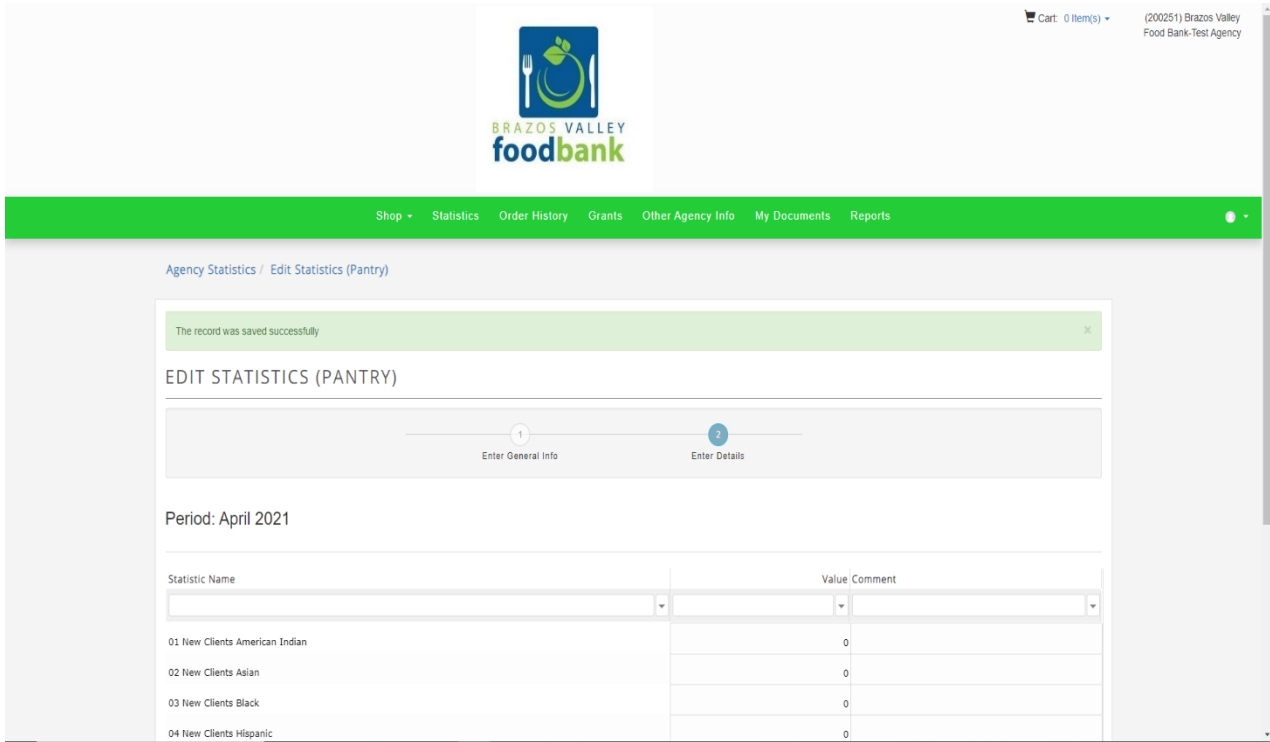 Cart: 0 Item(s)
(200251) Brazos Valley
Food Bank-Test Agency
BRAZOS VALLEY
foodbank
Shop Statistics Order History Grants Other Agency Info My Documents Reports
Agency Statistics / Edit Statistics (Pantry)
The record was saved successfully ×
EDIT STATISTICS (PANTRY)
1 2
Enter General Info Enter Details
Period: April 2021
Statistic Name Value Comment
01 New Clients American Indian 0
02 New Clients Asian 0
03 New Clients Black 0
04 New Clients Hispanic 0